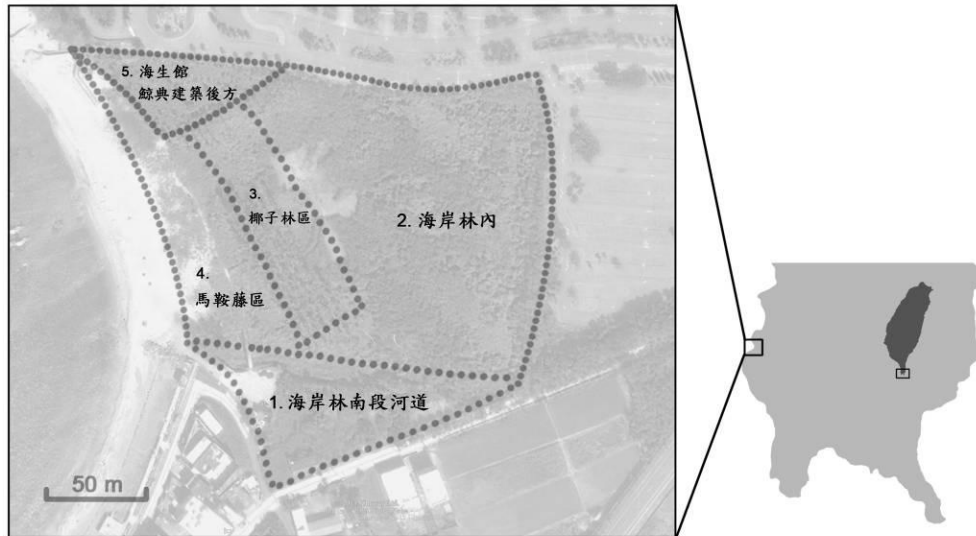 5. 海生館
鯨典建築後方
3.
椰子林區
2. 海岸林內
4.
馬鞍藤區
1. 海岸林南段河道
50 m